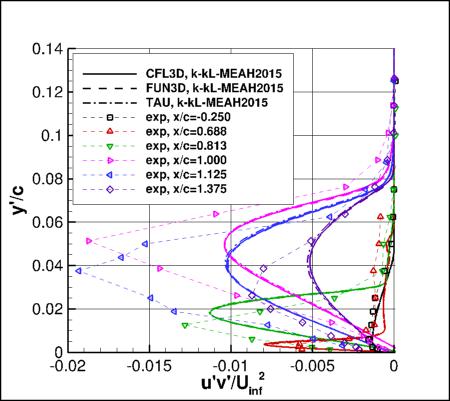 0.14
0.12
0.1
0.08
0.06
0.04
0.02
0
y'/c
CFL3D, k-kL-MEAH2015
FUN3D, k-kL-MEAH2015
TAU, k-kL-MEAH2015
exp, x/c=-0.250
exp, x/c=0.688
exp, x/c=0.813
exp, x/c=1.000
exp, x/c=1.125
exp, x/c=1.375
-0.02 -0.015 -0.01 -0.005 0
u'v'/U_inf^2